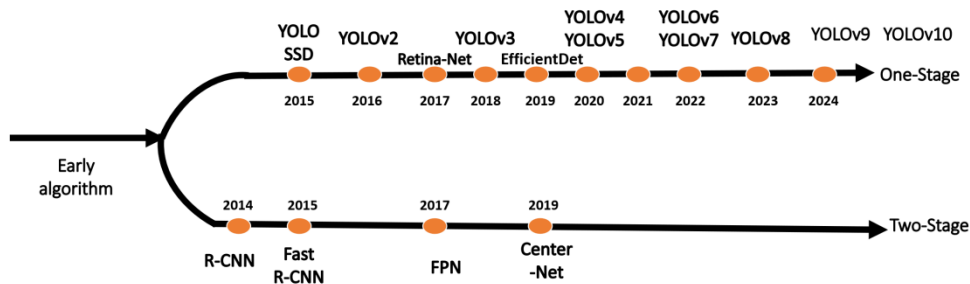 YOLO
SSD
YOLOv2
Retina-Net
YOLOv3
EfficientDet
YOLOv4
YOLOv5
YOLOv6
YOLOv7
YOLOv8
YOLOv9
YOLOv10
2015
2016
2017
2018
2019
2020
2021
2022
2023
2024
One-Stage
Early
algorithm
2014
2015
2017
2019
Two-Stage
R-CNN
Fast
R-CNN
FPN
Center
-Net